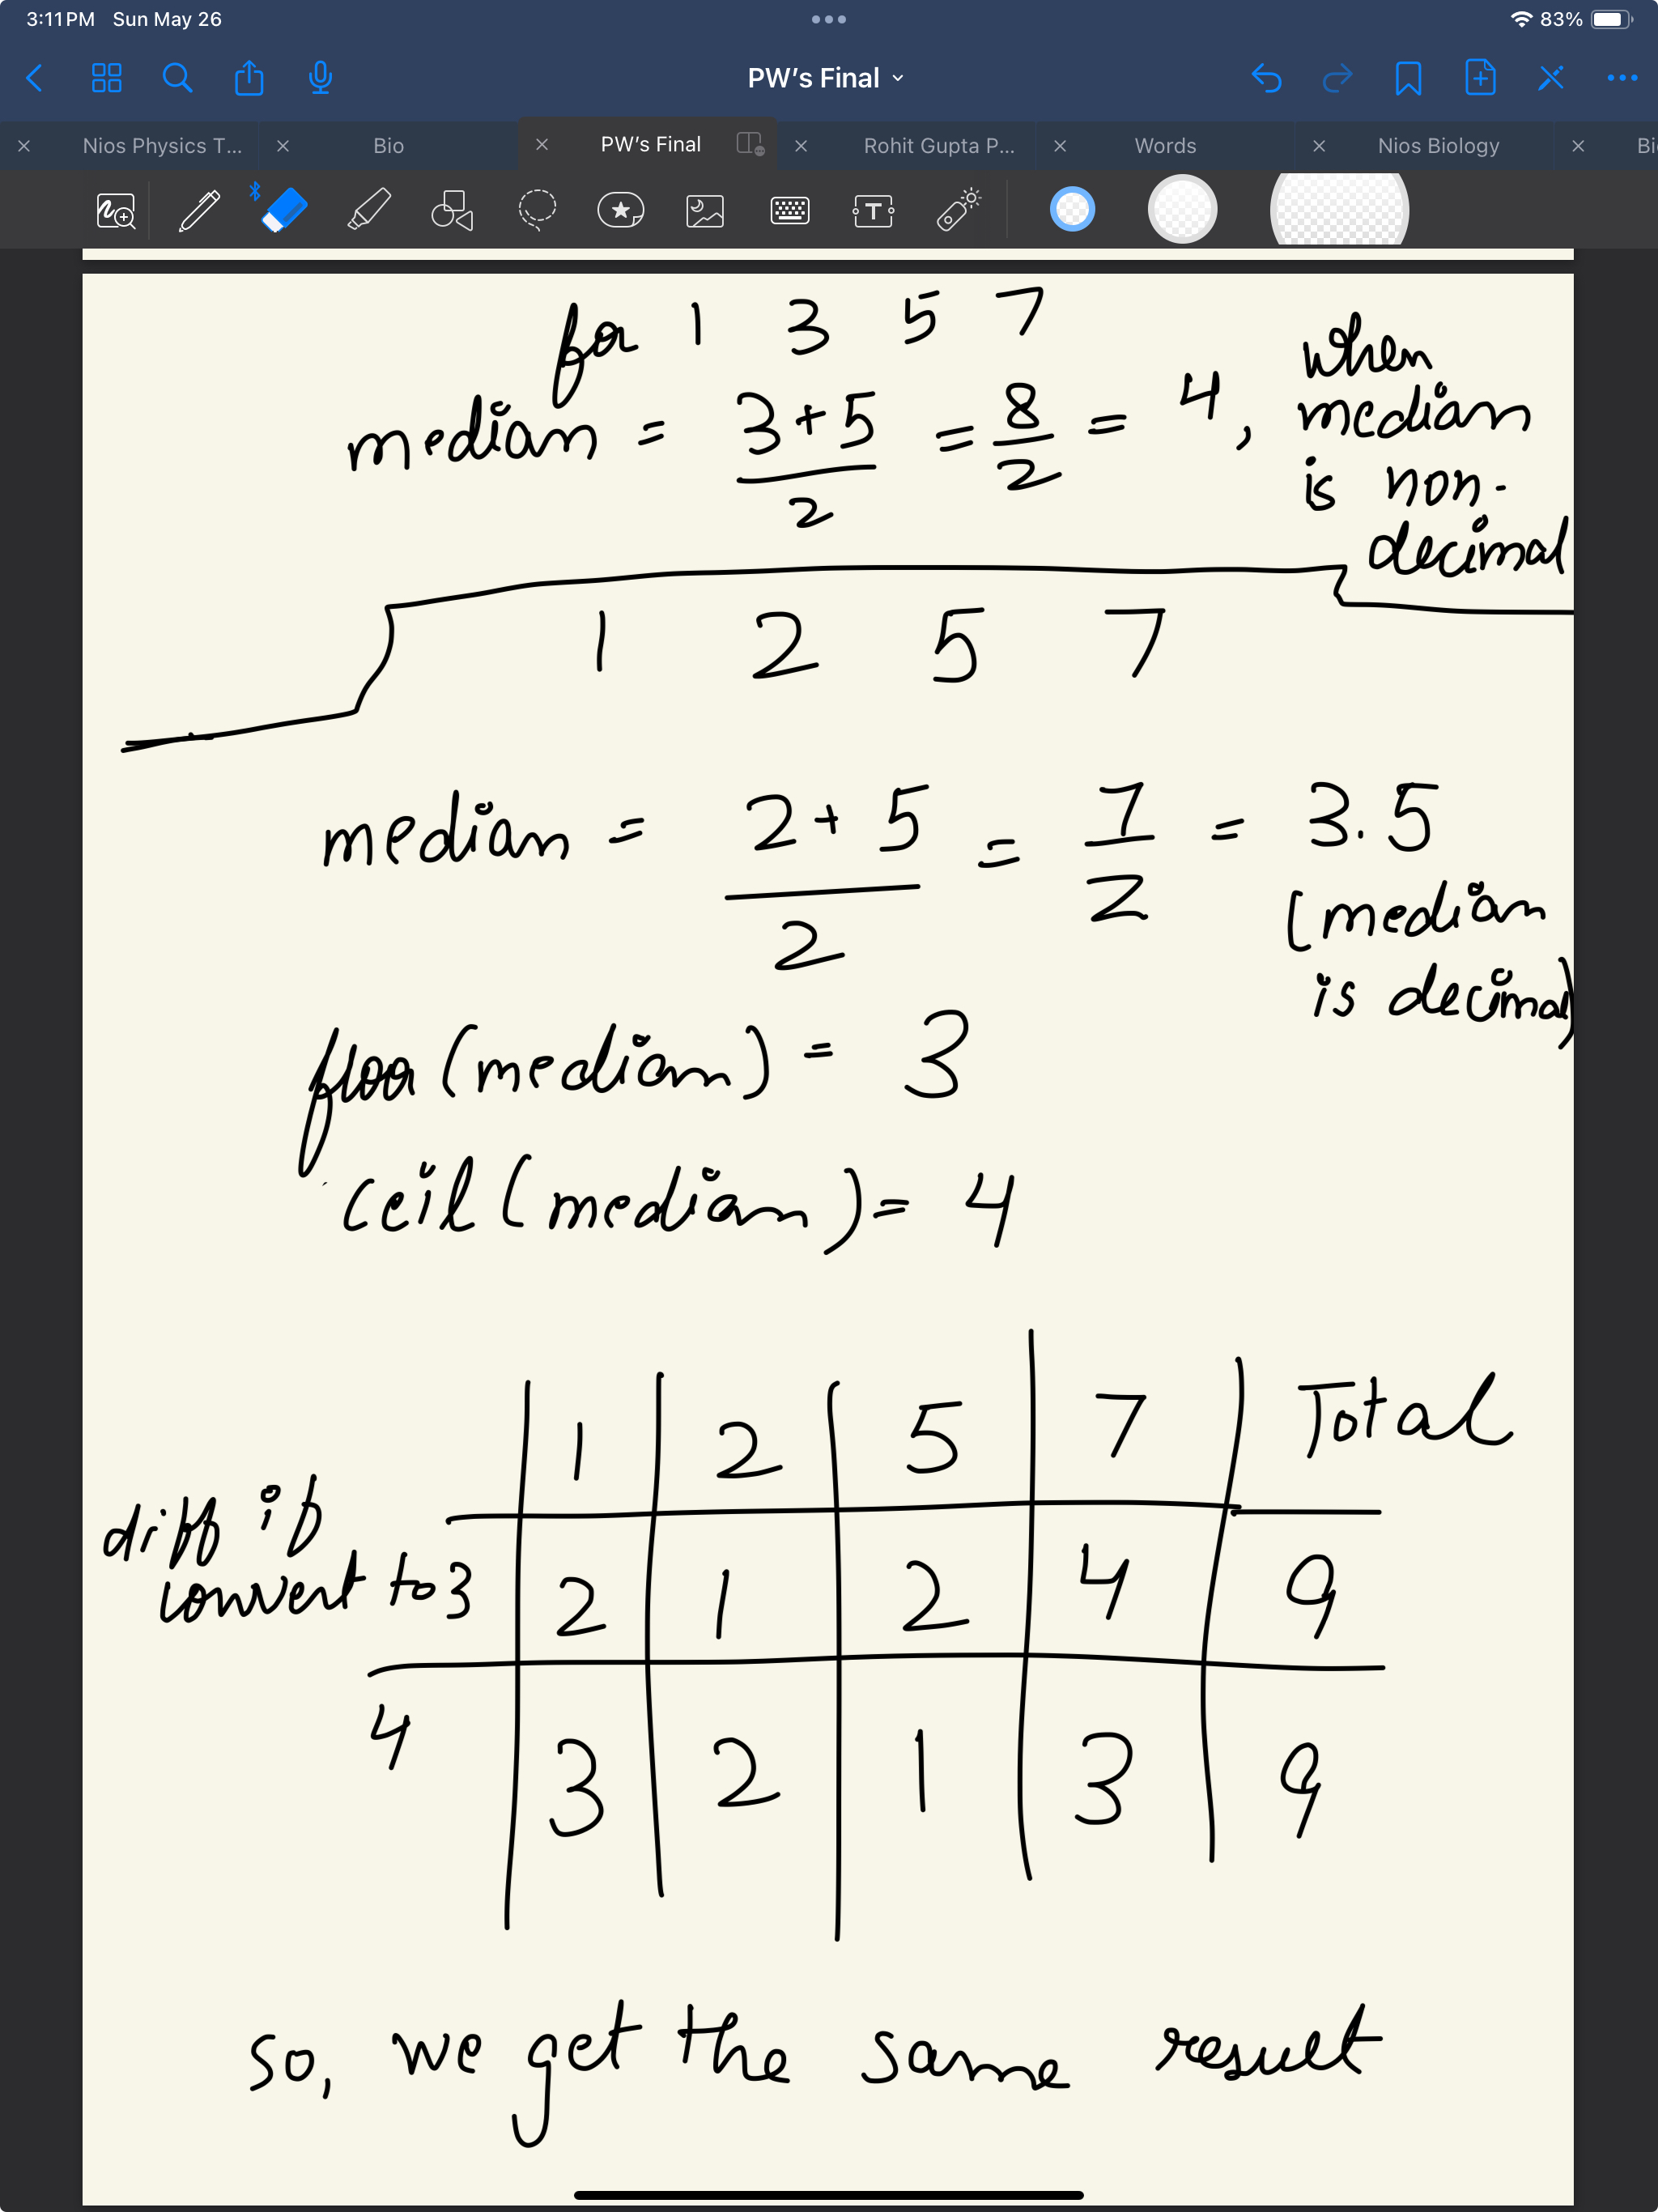 3:11 PM Sun May 26
83%
PW's Final
Nios Physics T...
Bio
PW's Final
Rohit Gupta P...
Words
Nios Biology
Bi
for 1 3 5 7
median = 3+5/2 = 8/2 = 4, when
median
is non-
decimal
1 2 5 7
median = 2+5/2 = 7/2 = 3.5
(median
is decimal)
floor (median) = 3
ceil (median) = 4
1 2 5 7 Total
diff if
convert to 3 2 1 2 4 9
4 3 2 1 3 9
so, we get the same result